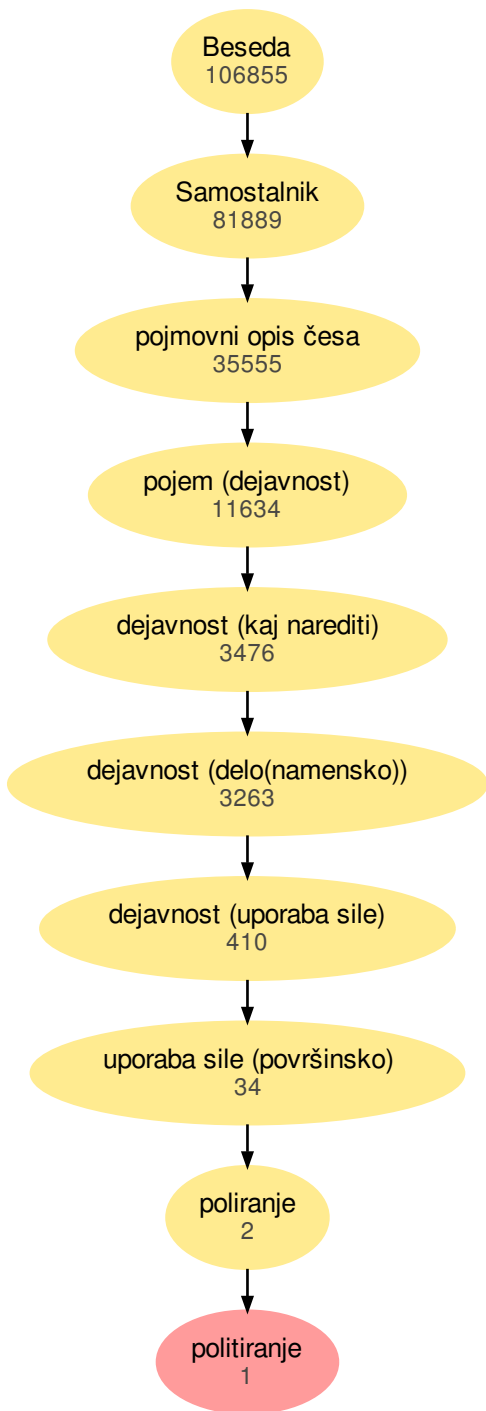 Beseda
106855
Samostalnik
81889
pojmovni opis česa
35555
pojem (dejavnost)
11634
dejavnost (kaj narediti)
3476
dejavnost (delo(namensko))
3263
dejavnost (uporaba sile)
410
uporaba sile (površinsko)
34
poliranje
2
politiranje
1